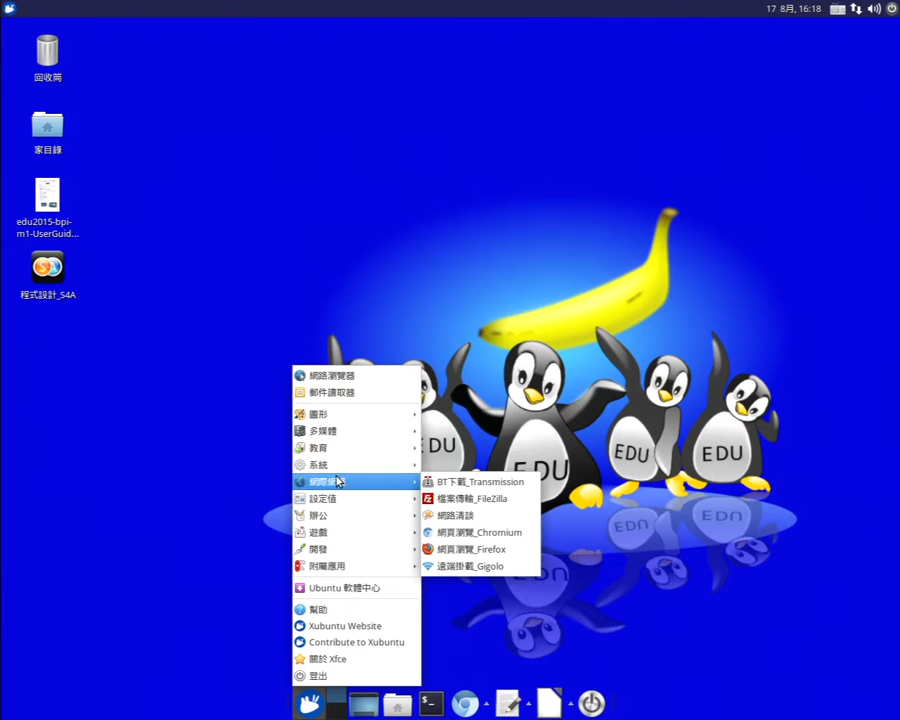 17 8月, 16:18
回收筒
家目錄
edu2015-bpi-
m1-UserGuid...
程式設計_S4A
網路瀏覽器
郵件讀取器
圖形
多媒體
教育
系統
網際網
設定值
辦公
遊戲
開發
附屬應用
Ubuntu 軟體中心
幫助
Xubuntu Website
Contribute to Xubuntu
關於 Xfce
登出
BT下載_Transmission
檔案傳輸_FileZilla
網路清談
網頁瀏覽_Chromium
網頁瀏覽_Firefox
遠端掛載_Gigolo
EDU
EDU
EDU
EDU
EDU
EDU
EDU